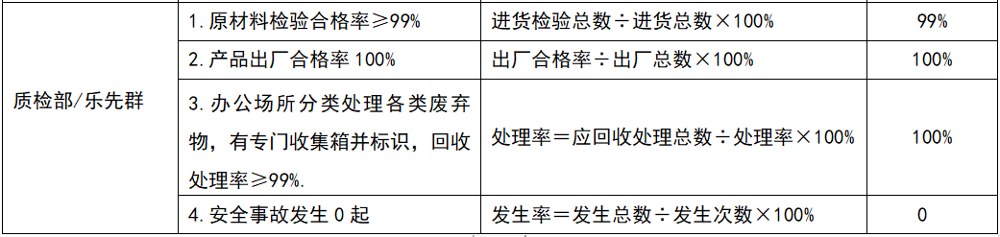 质检部/乐先群
1.原材料检验合格率≥99%
进货检验总数÷进货总数×100%
99%
2.产品出厂合格率100%
出厂合格率÷出厂总数×100%
100%
3.办公场所分类处理各类废弃
物，有专门收集箱并标识，回收
处理率≥99%.
处理率＝应回收处理总数÷处理率×100%
100%
4.安全事故发生0起
发生率＝发生总数÷发生次数×100%
0